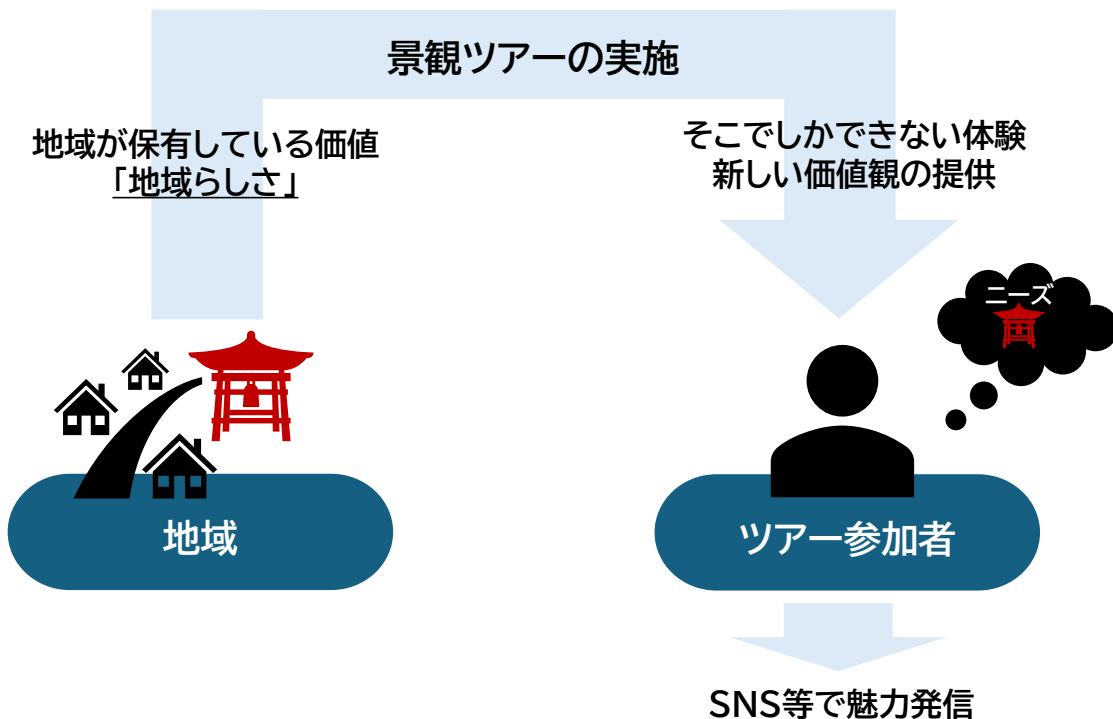 景観ツアーの実施
地域が保有している価値
「地域らしさ」
そこでしかできない体験
新しい価値観の提供
ニーズ
地域
ツアー参加者
SNS等で魅力発信